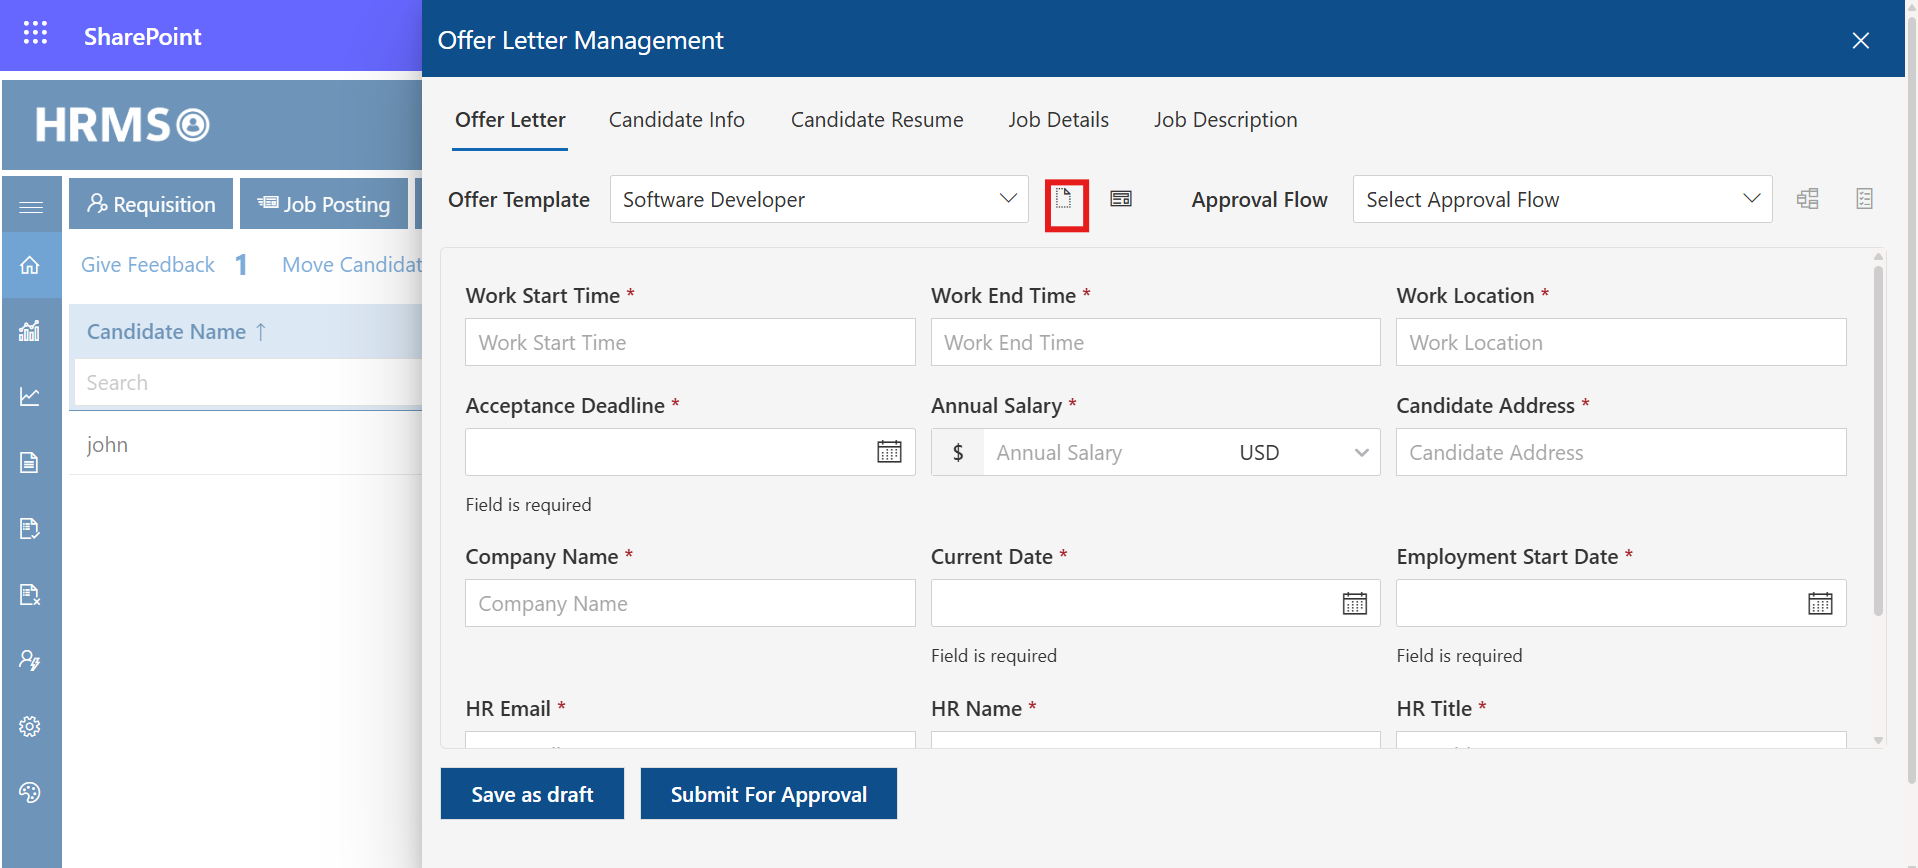 SharePoint
Offer Letter Management
HRMS
Offer Letter Candidate Info Candidate Resume Job Details Job Description
Requisition Job Posting
Offer Template Software Developer Approval Flow Select Approval Flow
Give Feedback 1 Move Candidat
Work Start Time * Work End Time * Work Location *
Candidate Name ↑
Work Start Time Work End Time Work Location
Search
Acceptance Deadline * Annual Salary * Candidate Address *
john
$ Annual Salary USD Candidate Address
Field is required
Company Name * Current Date * Employment Start Date *
Company Name
Field is required Field is required
HR Email * HR Name * HR Title *
Save as draft Submit For Approval